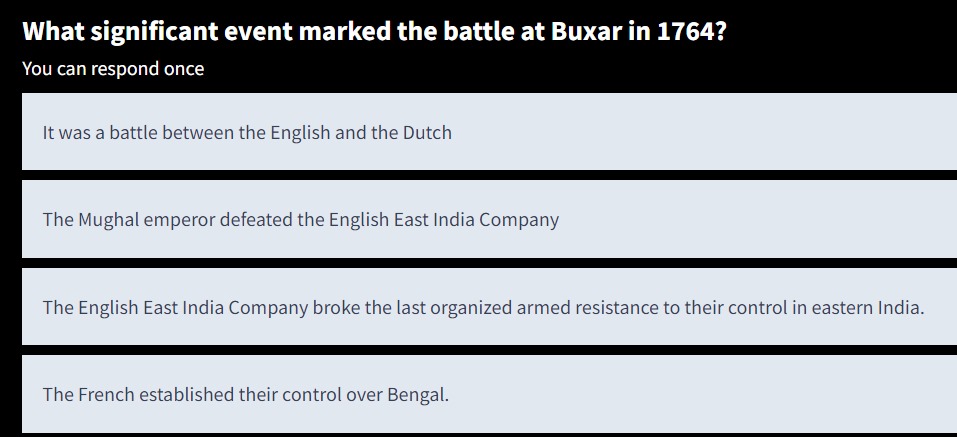 What significant event marked the battle at Buxar in 1764?
You can respond once
It was a battle between the English and the Dutch
The Mughal emperor defeated the English East India Company
The English East India Company broke the last organized armed resistance to their control in eastern India.
The French established their control over Bengal.